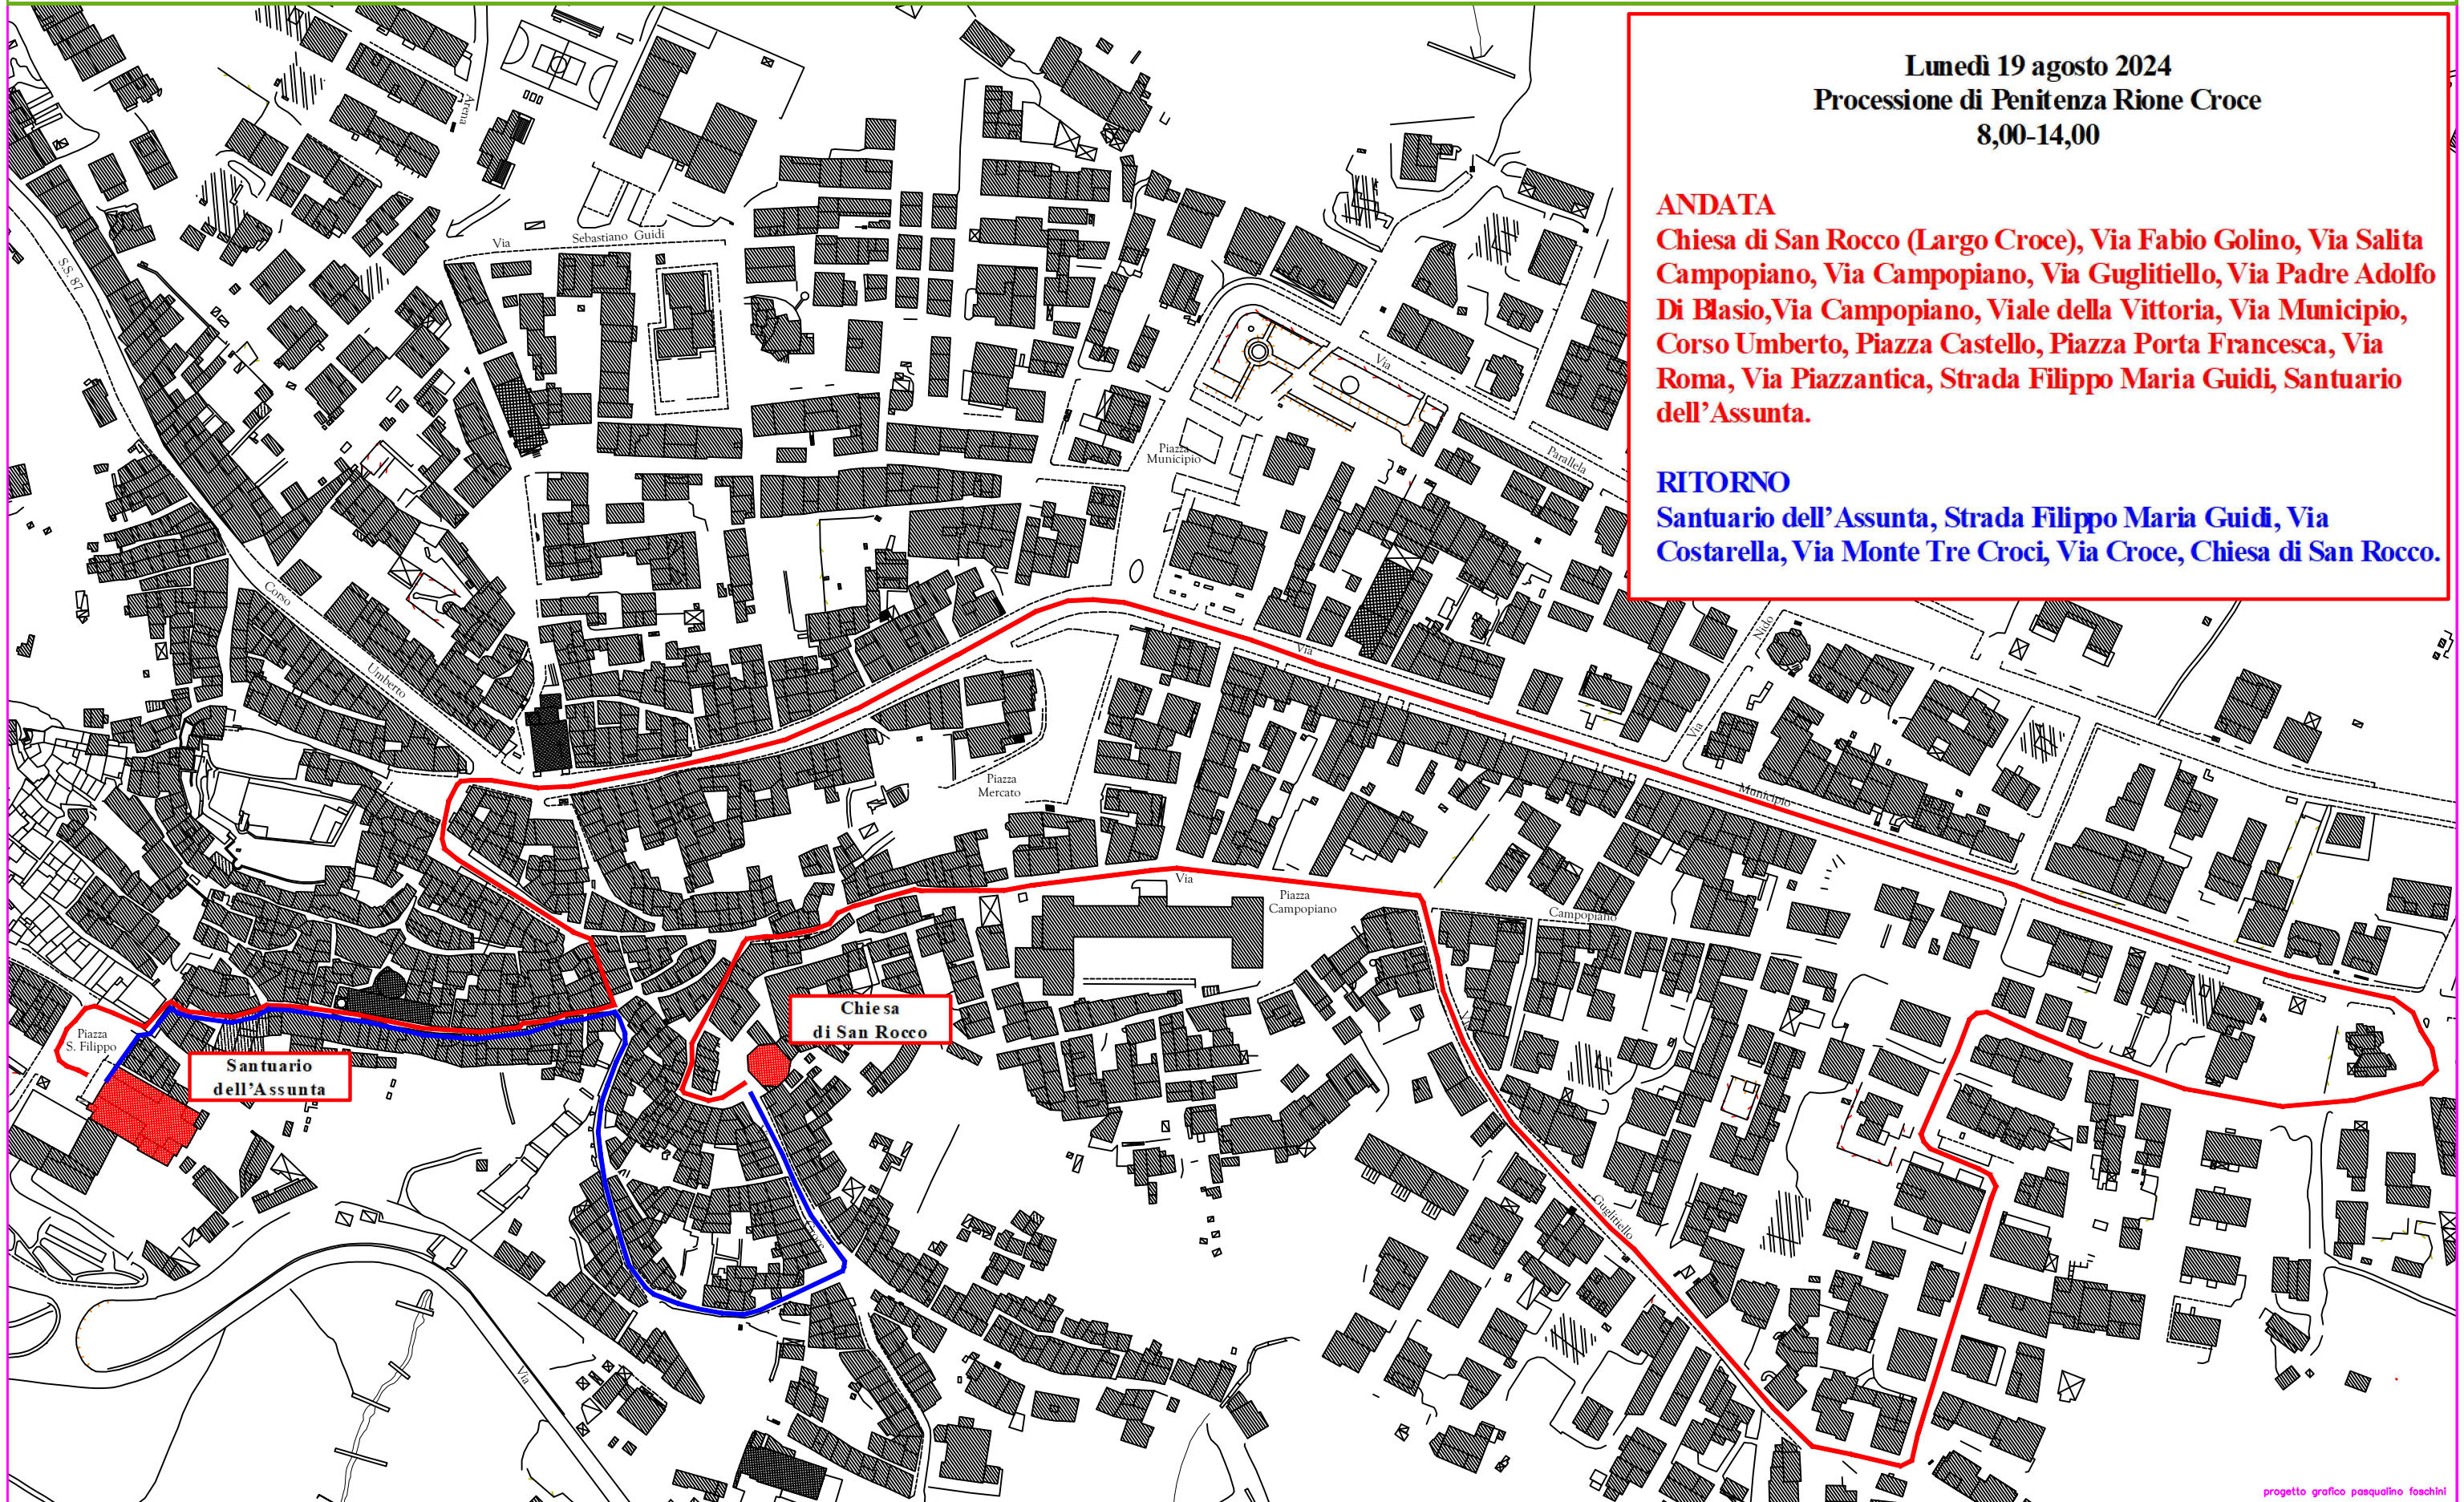 Lunedì 19 agosto 2024
Processione di Penitenza Rione Croce
8,00-14,00
ANDATA
Chiesa di San Rocco (Largo Croce), Via Fabio Golino, Via Salita
Campopiano, Via Campopiano, Via Guglitiello, Via Padre Adolfo
Di Blasio,Via Campopiano, Viale della Vittoria, Via Municipio,
Corso Umberto, Piazza Castello, Piazza Porta Francesca, Via
Roma, Via Piazzantica, Strada Filippo Maria Guidi, Santuario
dell’Assunta.
RITORNO
Santuario dell’Assunta, Strada Filippo Maria Guidi, Via
Costarella, Via Monte Tre Croci, Via Croce, Chiesa di San Rocco.
Arena
Via
Sebastiano Guidi
S.S. 87
Via
Parallela
Piazza
Municipio
Corso
Umberto
Via
Nido
Via
Municipio
Piazza
Mercato
Via
Piazza
Campopiano
Campopiano
Chiesa
di San Rocco
Piazza
S. Filippo
Santuario
dell’Assunta
Guglitiello
Via
progetto grafico pasqualino foschini